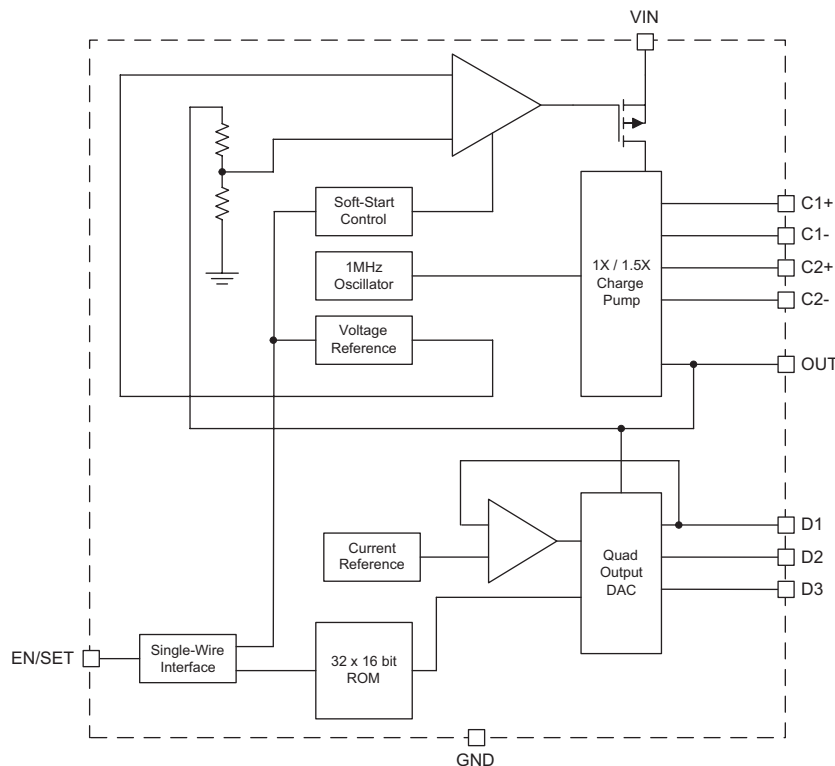 VIN
Soft-Start
Control
1MHz
Oscillator
Voltage
Reference
1X / 1.5X
Charge
Pump
C1+
C1-
C2+
C2-
OUT
Current
Reference
Quad
Output
DAC
D1
D2
D3
EN/SET
Single-Wire
Interface
32 x 16 bit
ROM
GND